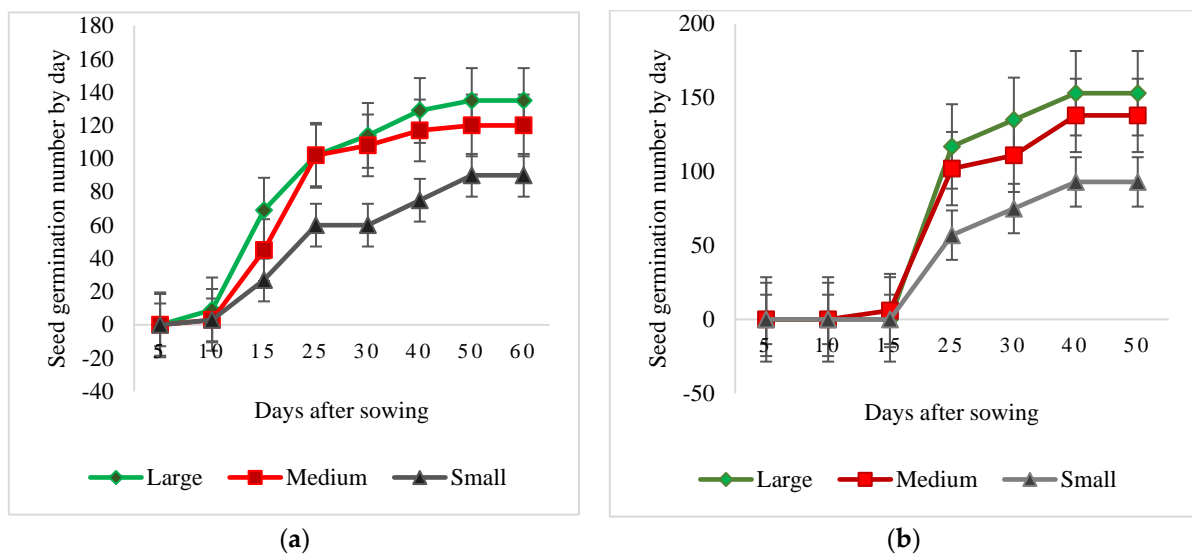 180
160
140
120
100
80
60
40
20
0
-20
-40
Seed germination number by day
5 10 15 25 30 40 50 60
Days after sowing
Large Medium Small
(a)
200
150
100
50
0
-50
Seed germination number by day
5 10 15 25 30 40 50
Days after sowing
Large Medium Small
(b)